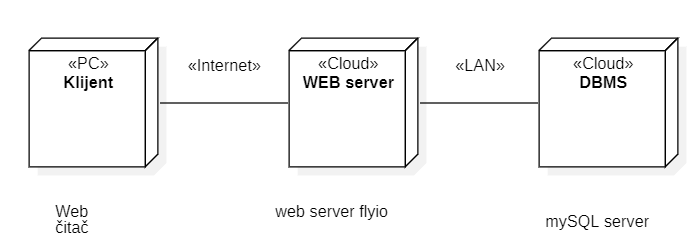 «PC»
Klijent
«Internet»
«Cloud»
WEB server
«LAN»
«Cloud»
DBMS
Web
čitač
web server flyio
mySQL server